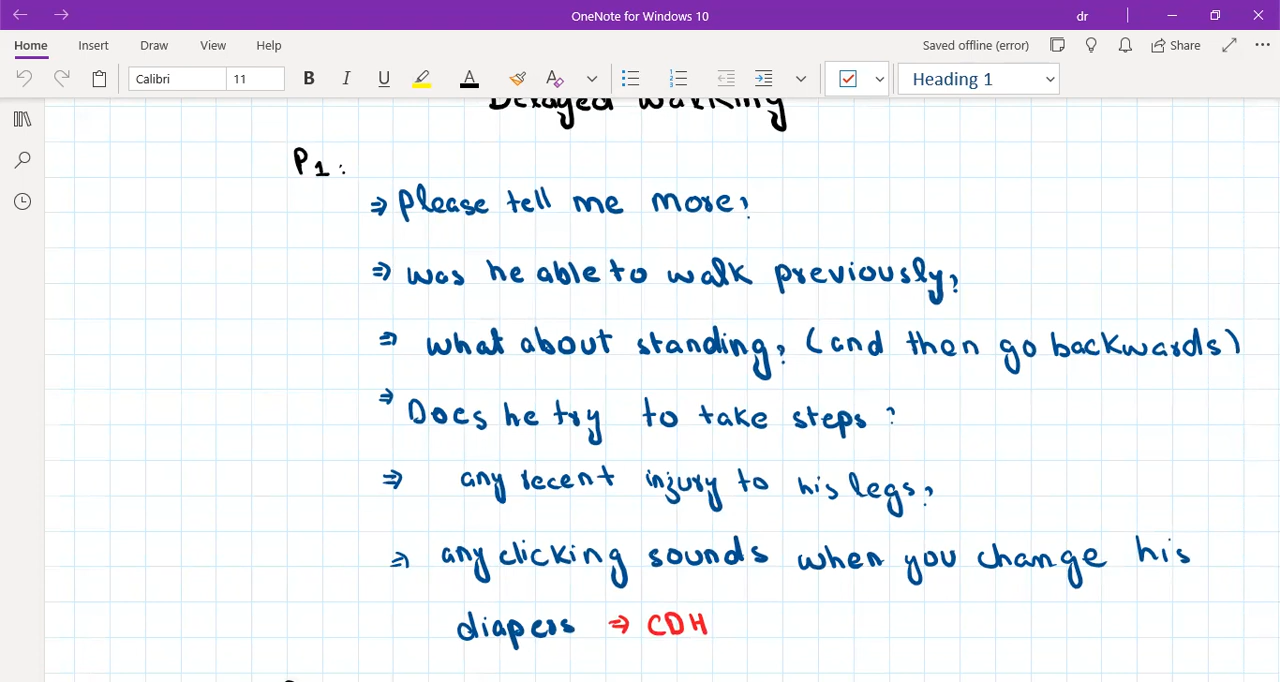 OneNote for Windows 10
dr
Home Insert Draw View Help
Saved offline (error)
Share
Calibri 11 B I U A Heading 1
Delayed Walking
P1:
⇒ please tell me more?
⇒ was he able to walk previously?
⇒ what about standing? (and then go backwards)
⇒ Does he try to take steps?
⇒ any recent injury to his legs?
⇒ any clicking sounds when you change his
diapers ⇒ CDH